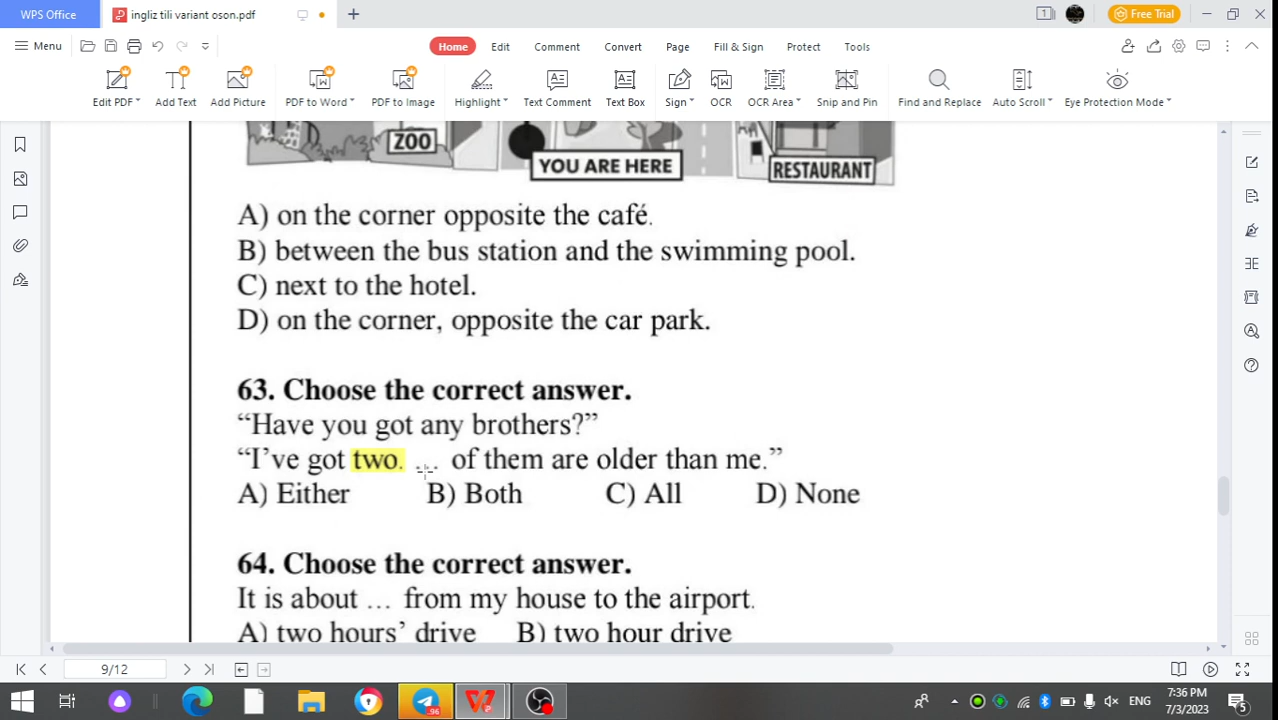 WPS Office
ingliz tili variant oson.pdf
1
Free Trial
Menu
Home
Edit
Comment
Convert
Page
Fill & Sign
Protect
Tools
Edit PDF
Add Text
Add Picture
PDF to Word
PDF to Image
Highlight
Text Comment
Text Box
Sign
OCR
OCR Area
Snip and Pin
Find and Replace
Auto Scroll
Eye Protection Mode
ZOO
YOU ARE HERE
RESTAURANT
A) on the corner opposite the café.
B) between the bus station and the swimming pool.
C) next to the hotel.
D) on the corner, opposite the car park.
63. Choose the correct answer.
“Have you got any brothers?”
“I’ve got two. … of them are older than me.”
A) Either B) Both C) All D) None
64. Choose the correct answer.
It is about … from my house to the airport.
A) two hours’ drive B) two hour drive
9/12
96
ENG
7:36 PM
7/3/2023
5